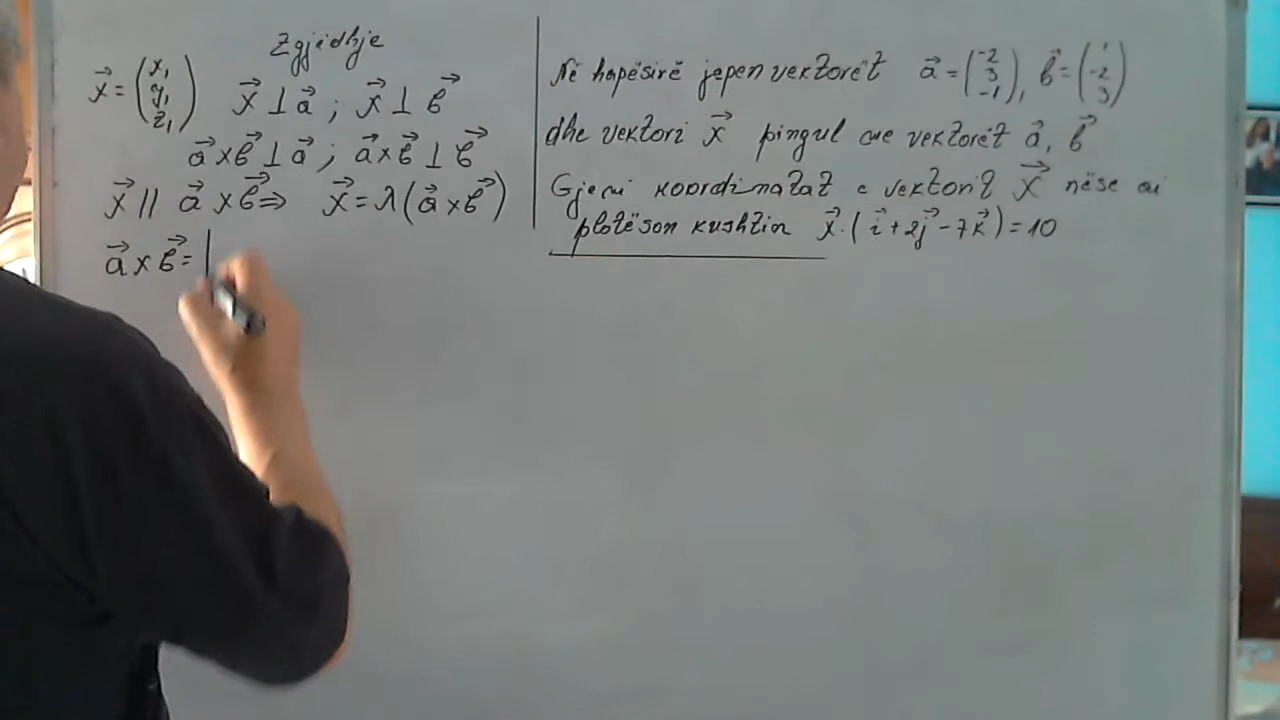 Zgjidhje
x⃗ = (x₁ y₁ z₁) x⃗ ⊥ a⃗ ; x⃗ ⊥ b⃗
a⃗ × b⃗ ⊥ a⃗ ; a⃗ × b⃗ ⊥ b⃗
x⃗ // a⃗ × b⃗ ⇒ x⃗ = λ(a⃗ × b⃗)
a⃗ × b⃗ = |
Në hapësirë jepen vektorët a⃗ = (-2 3 -1), b⃗ = (1 -2 3)
dhe vektori x⃗ pingul me vektorët a⃗, b⃗
Gjeni koordinatat e vektorit x⃗ nëse ai
plotëson kushtin x⃗·(i⃗ + 2j⃗ - 7k⃗) = 10